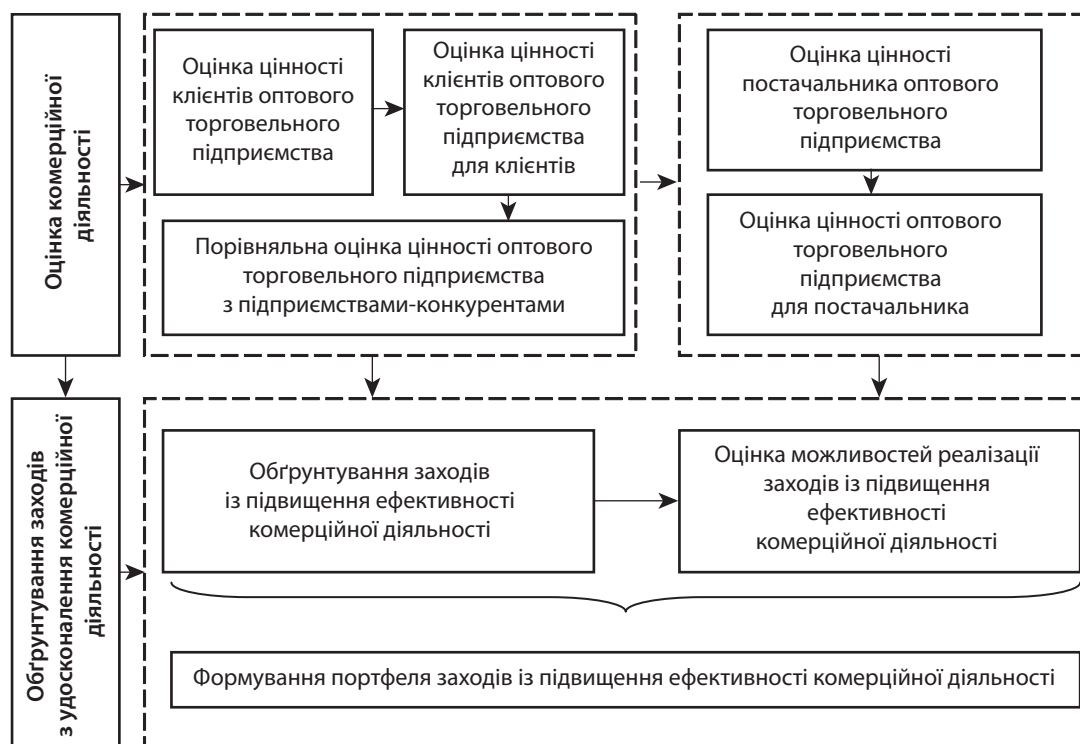 Оцінка комерційної
діяльності
Оцінка цінності
клієнтів оптового
торговельного
підприємства
Оцінка цінності
клієнтів оптового
торговельного
підприємства
для клієнтів
Порівняльна оцінка цінності оптового
торговельного підприємства
з підприємствами-конкурентами
Оцінка цінності
постачальника оптового
торговельного
підприємства
Оцінка цінності оптового
торговельного
підприємства
для постачальника
Обґрунтування заходів
з удосконалення комерційної
діяльності
Обґрунтування заходів
із підвищення ефективності
комерційної діяльності
Оцінка можливостей реалізації
заходів із підвищення
ефективності
комерційної діяльності
Формування портфеля заходів із підвищення ефективності комерційної діяльності